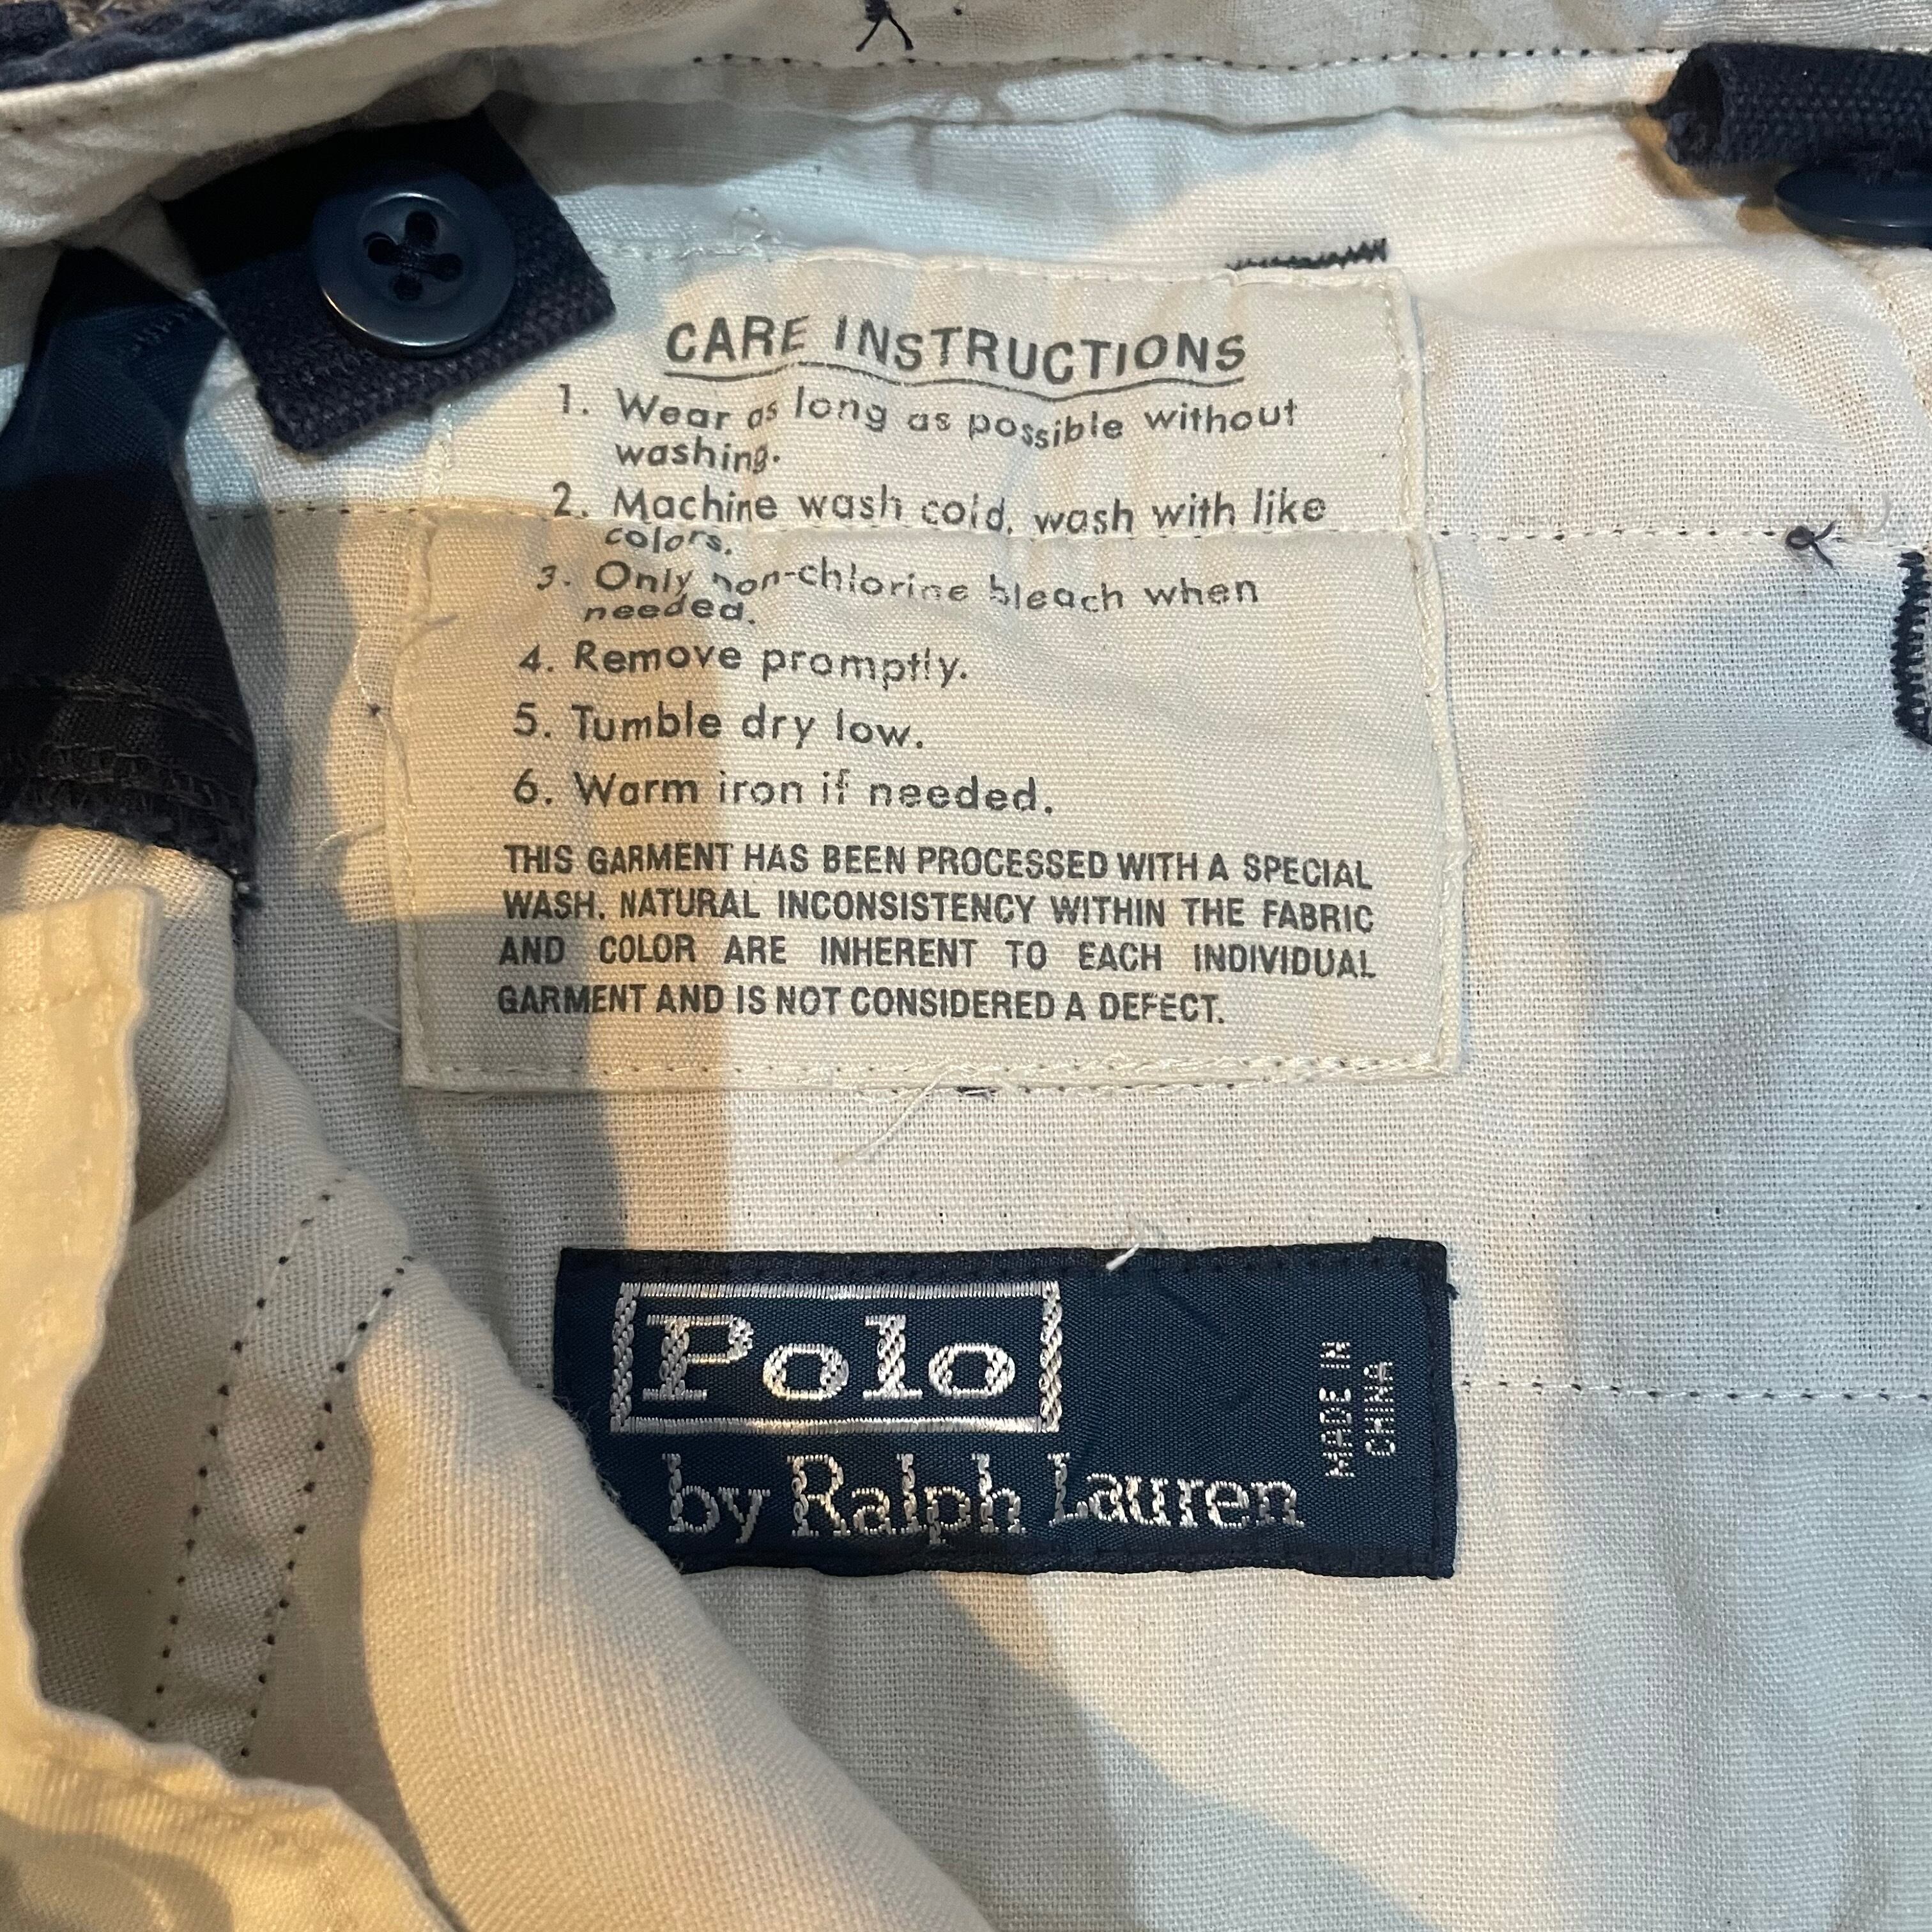 CARE INSTRUCTIONS
1. Wear as long as possible without
washing.
2. Machine wash cold, wash with like
colors.
3. Only non-chlorine bleach when
needed.
4. Remove promptly.
5. Tumble dry low.
6. Warm iron if needed.
THIS GARMENT HAS BEEN PROCESSED WITH A SPECIAL
WASH. NATURAL INCONSISTENCY WITHIN THE FABRIC
AND COLOR ARE INHERENT TO EACH INDIVIDUAL
GARMENT AND IS NOT CONSIDERED A DEFECT.
Polo
by Ralph Lauren
MADE IN
CHINA